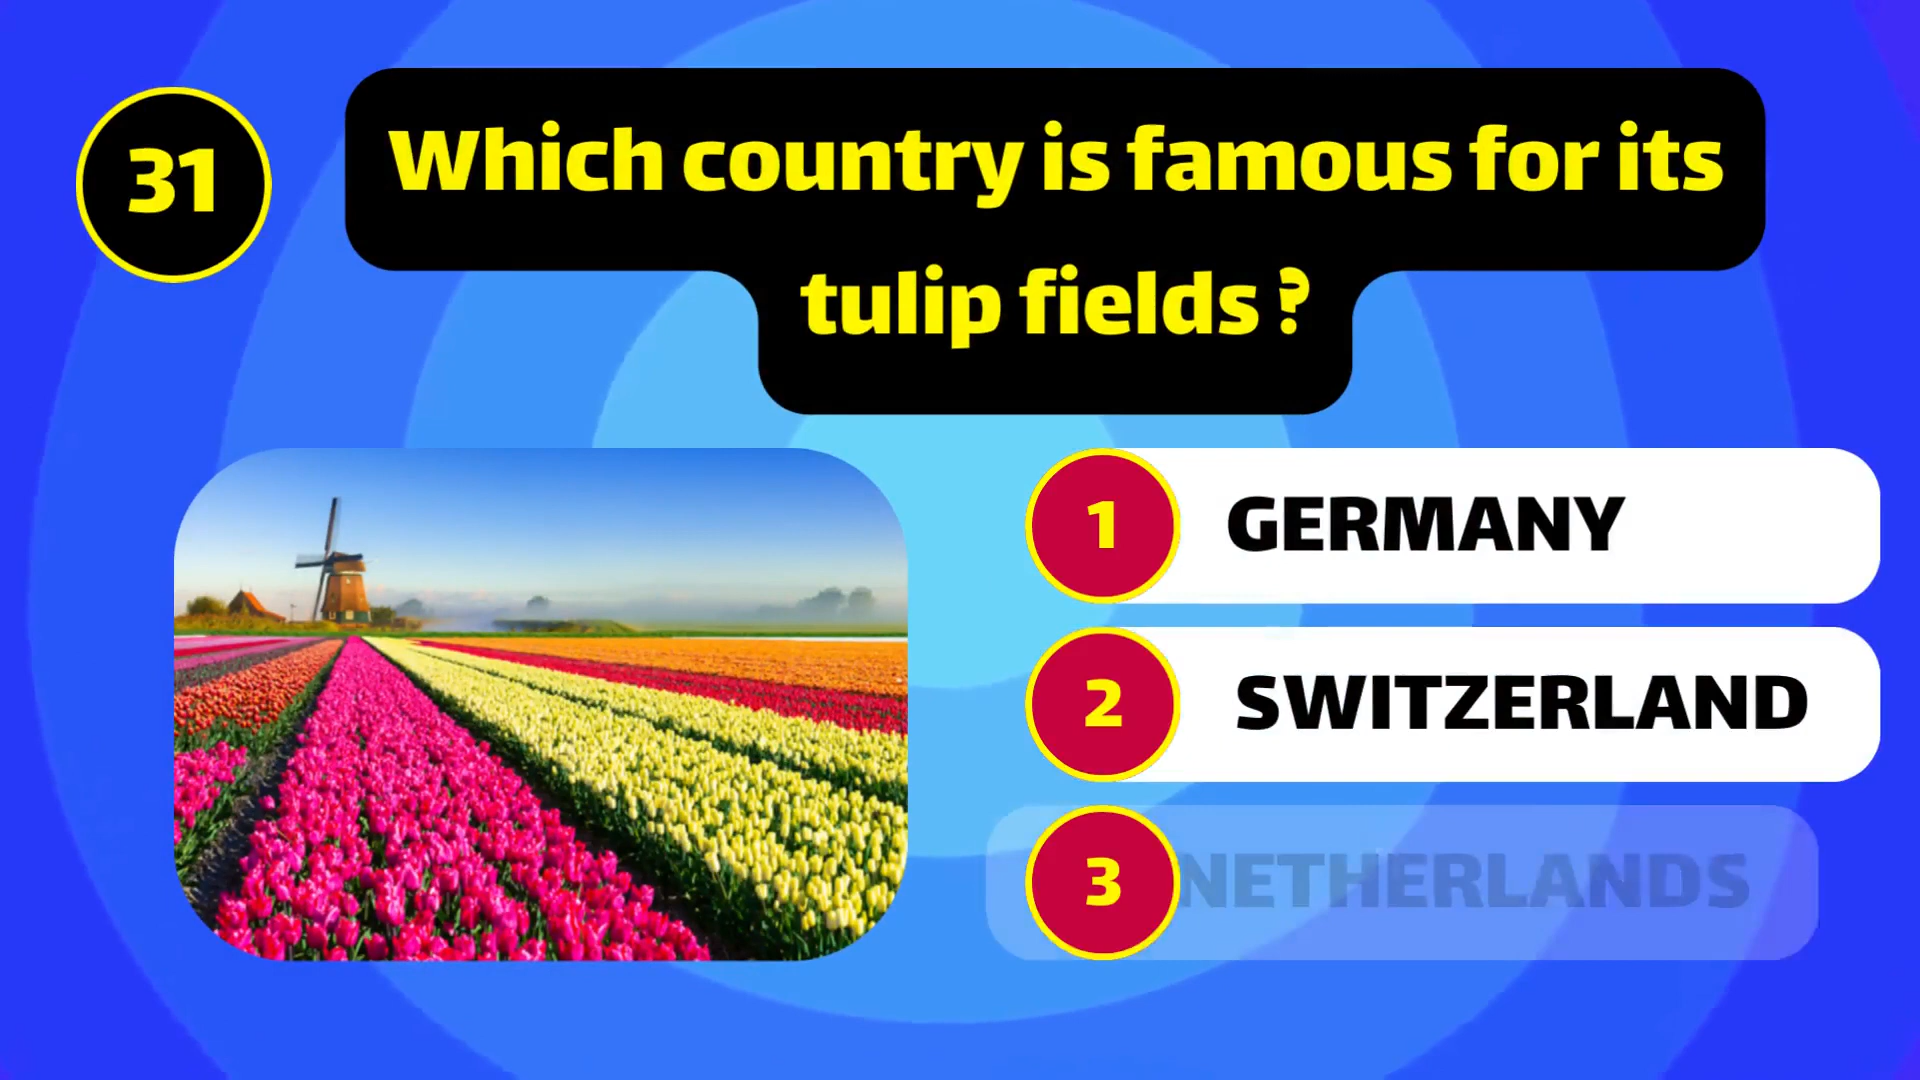 31
Which country is famous for its
tulip fields ?
1 GERMANY
2 SWITZERLAND
3 NETHERLANDS